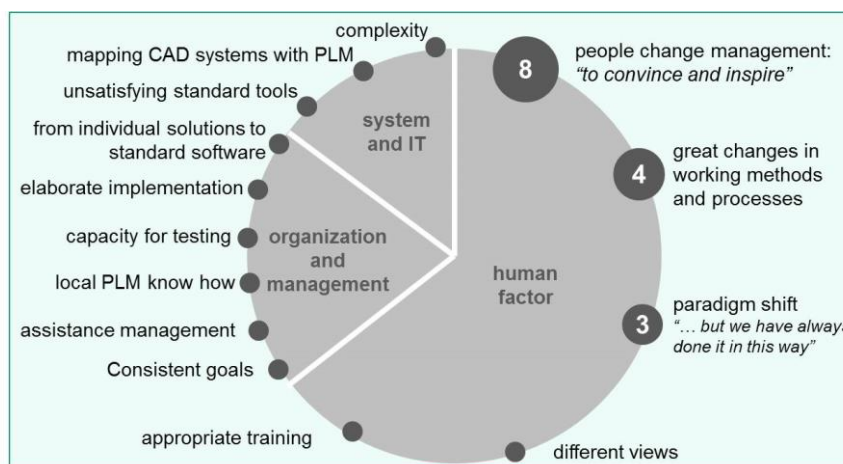 complexity
mapping CAD systems with PLM
unsatisfying standard tools
from individual solutions to
standard software
elaborate implementation
capacity for testing
local PLM know how
assistance management
Consistent goals
appropriate training
system
and IT
organization
and
management
human
factor
8
people change management:
“to convince and inspire”
4
great changes in
working methods
and processes
3
paradigm shift
“... but we have always
done it in this way”
different views